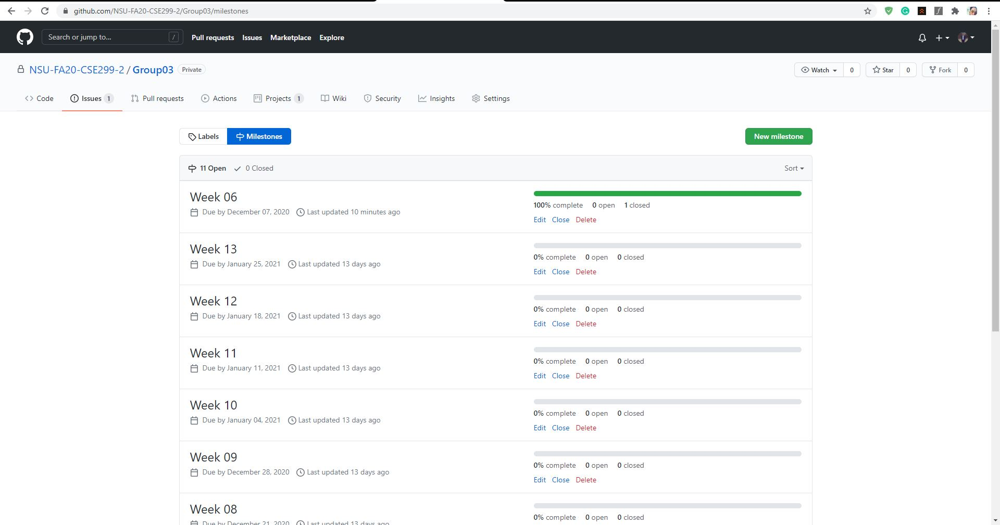 github.com/NSU-FA20-CSE299-2/Group03/milestones
Search or jump to... /
Pull requests Issues Marketplace Explore
NSU-FA20-CSE299-2 / Group03 Private
Watch 0 Star 0 Fork 0
Code Issues 1 Pull requests Actions Projects 1 Wiki Security Insights Settings
Labels Milestones
New milestone
11 Open 0 Closed
Sort
Week 06
Due by December 07, 2020 Last updated 10 minutes ago
100% complete 0 open 1 closed
Edit Close Delete
Week 13
Due by January 25, 2021 Last updated 13 days ago
0% complete 0 open 0 closed
Edit Close Delete
Week 12
Due by January 18, 2021 Last updated 13 days ago
0% complete 0 open 0 closed
Edit Close Delete
Week 11
Due by January 11, 2021 Last updated 13 days ago
0% complete 0 open 0 closed
Edit Close Delete
Week 10
Due by January 04, 2021 Last updated 13 days ago
0% complete 0 open 0 closed
Edit Close Delete
Week 09
Due by December 28, 2020 Last updated 13 days ago
0% complete 0 open 0 closed
Edit Close Delete
Week 08
Due by December 21, 2020 Last updated 13 days ago
0% complete 0 open 0 closed